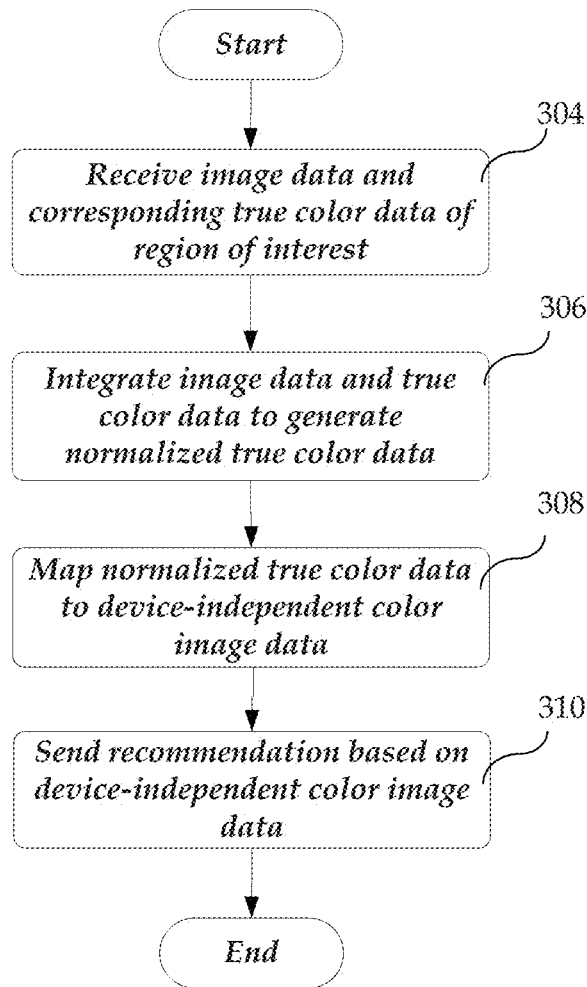 Start
304
Receive image data and
corresponding true color data of
region of interest
306
Integrate image data and true
color data to generate
normalized true color data
308
Map normalized true color data
to device-independent color
image data
310
Send recommendation based on
device-independent color image
data
End